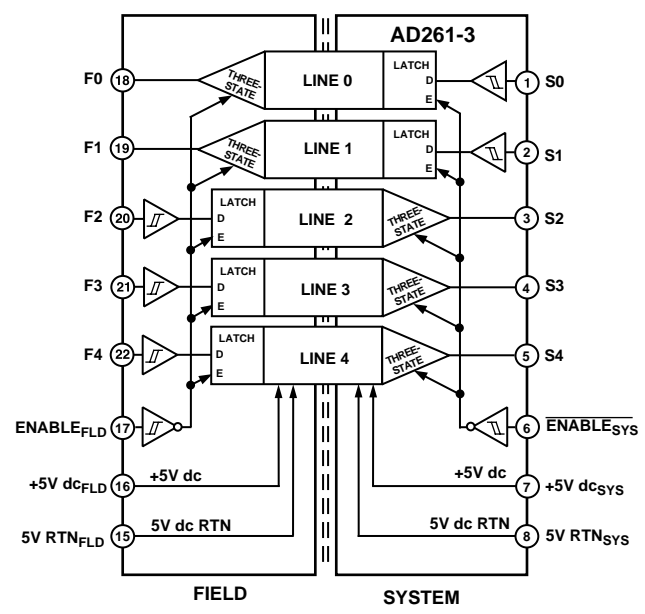 AD261-3
F0 18 THREE-STATE LINE 0 LATCH D E 1 S0
F1 19 THREE-STATE LINE 1 LATCH D E 2 S1
F2 20 LATCH D E LINE 2 THREE-STATE 3 S2
F3 21 LATCH D E LINE 3 THREE-STATE 4 S3
F4 22 LATCH D E LINE 4 THREE-STATE 5 S4
ENABLEFLD 17 6 ENABLESYS
+5V dcFLD 16 +5V dc +5V dc 7 +5V dcSYS
5V RTNFLD 15 5V dc RTN 5V dc RTN 8 5V RTNSYS
FIELD SYSTEM